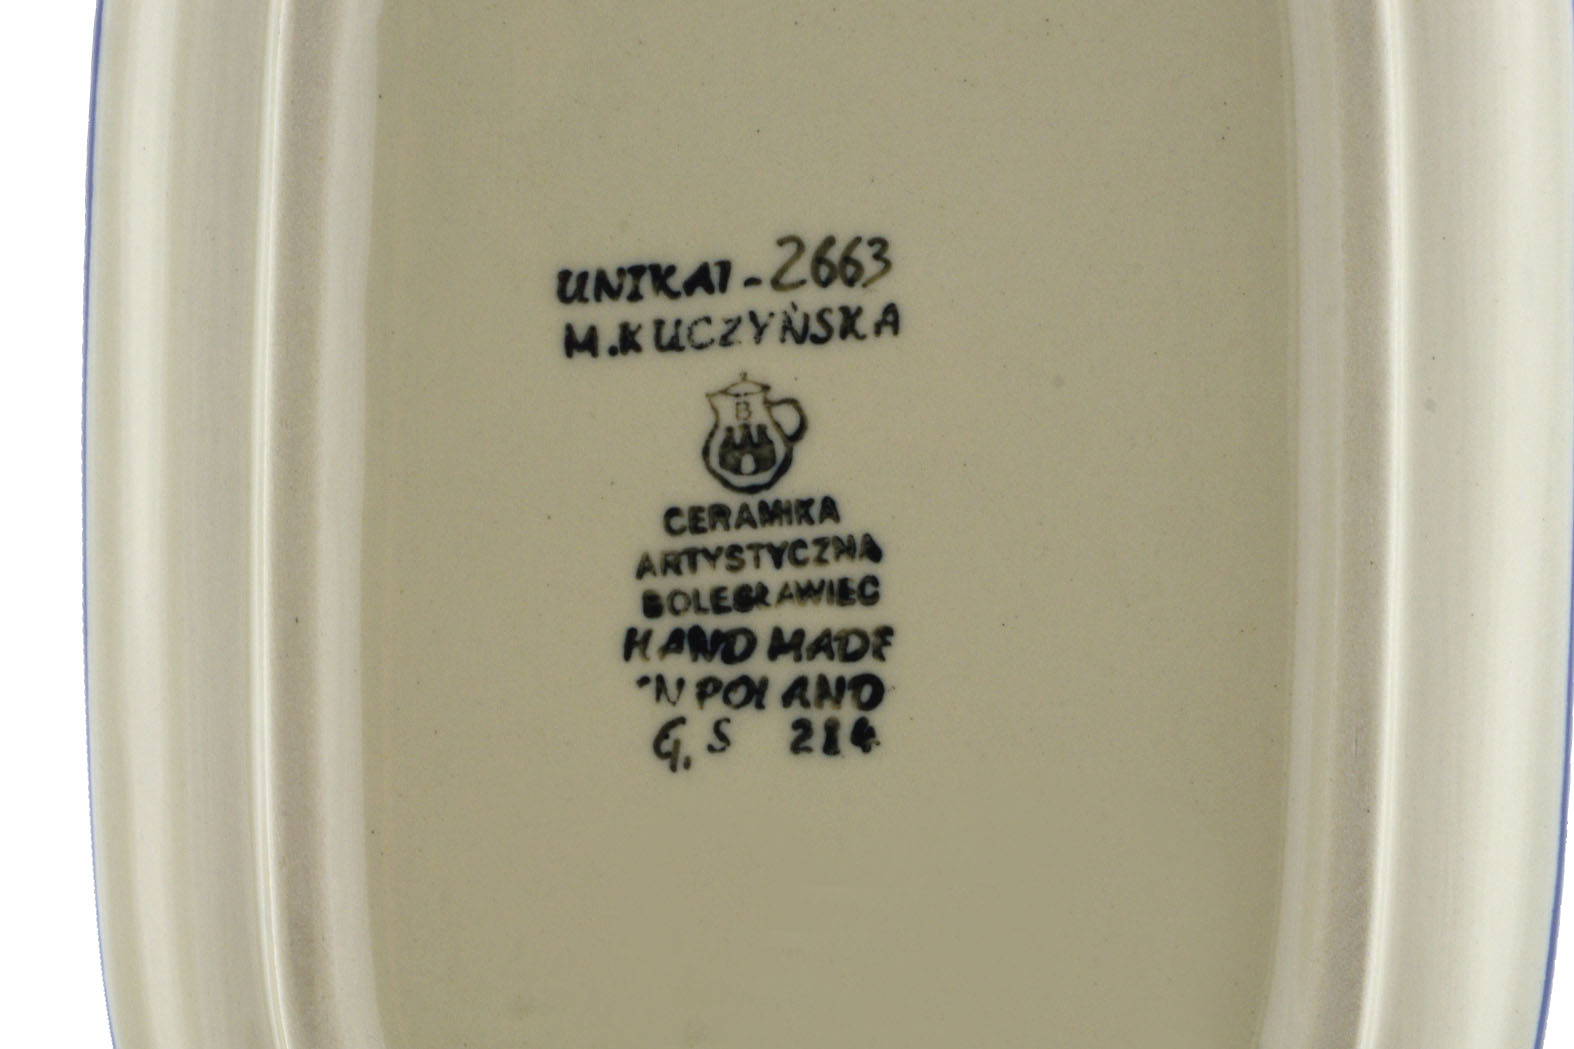 UNIKAT-2663
M.KUCZYŃSKA
B
CERAMIKA
ARTYSTYCZNA
BOLESŁAWIEC
HAND MADE
IN POLAND
G.S 214